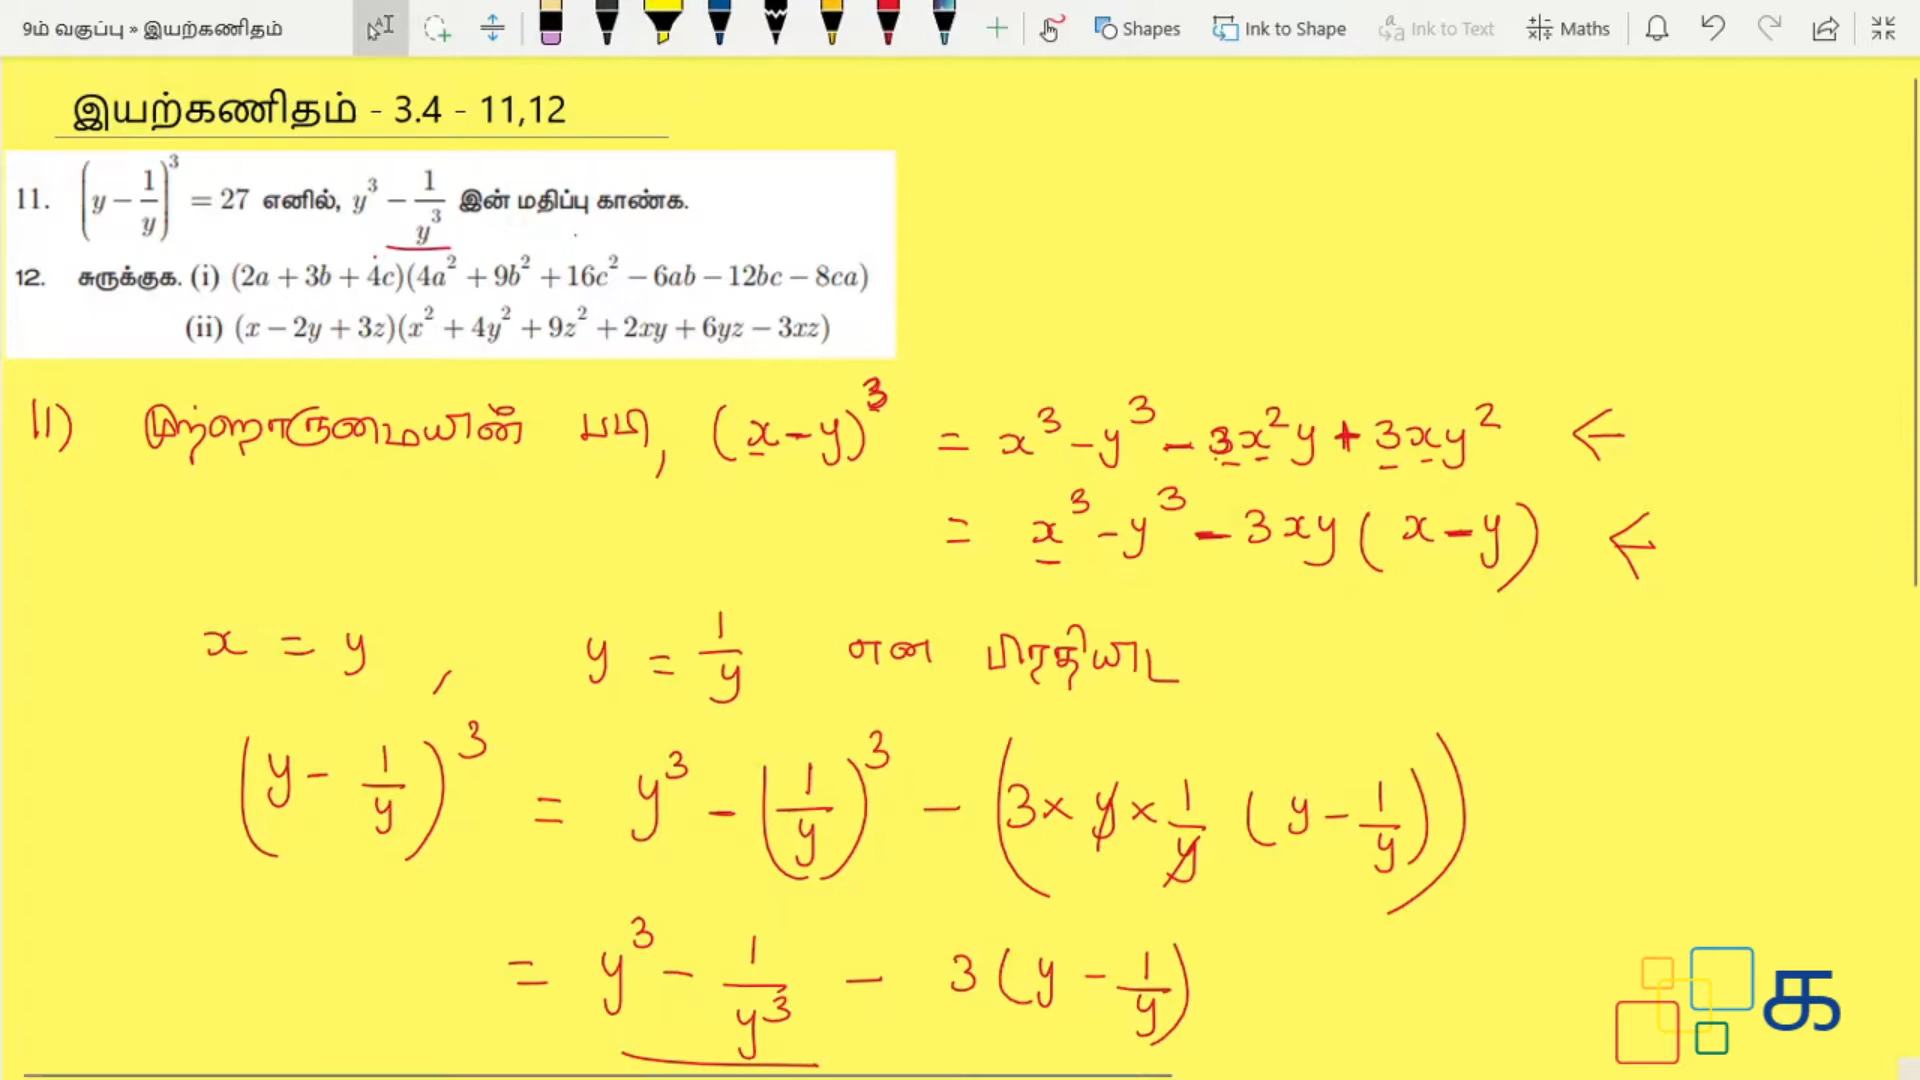 9ம் வகுப்பு » இயற்கணிதம்
Shapes Ink to Shape Ink to Text Maths
இயற்கணிதம் - 3.4 - 11,12
11. (y − 1/y)³ = 27 எனில், y³ − 1/y³ இன் மதிப்பு காண்க.
12. சுருக்குக. (i) (2a + 3b + 4c)(4a² + 9b² + 16c² − 6ab − 12bc − 8ca)
(ii) (x − 2y + 3z)(x² + 4y² + 9z² + 2xy + 6yz − 3xz)
11) முற்றொருமையின் படி, (x − y)³ = x³ − y³ − 3x²y + 3xy² ←
= x³ − y³ − 3xy(x − y) ←
x = y, y = 1/y என பிரதியிட
(y − 1/y)³ = y³ − (1/y)³ − (3 × y × 1/y (y − 1/y))
= y³ − 1/y³ − 3(y − 1/y)
க